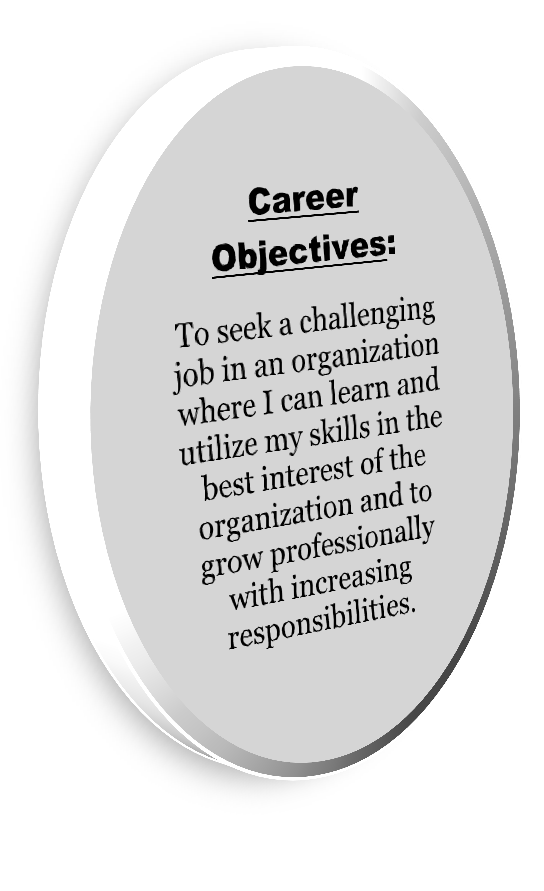 Career
Objectives:
To seek a challenging
job in an organization
where I can learn and
utilize my skills in the
best interest of the
organization and to
grow professionally
with increasing
responsibilities.